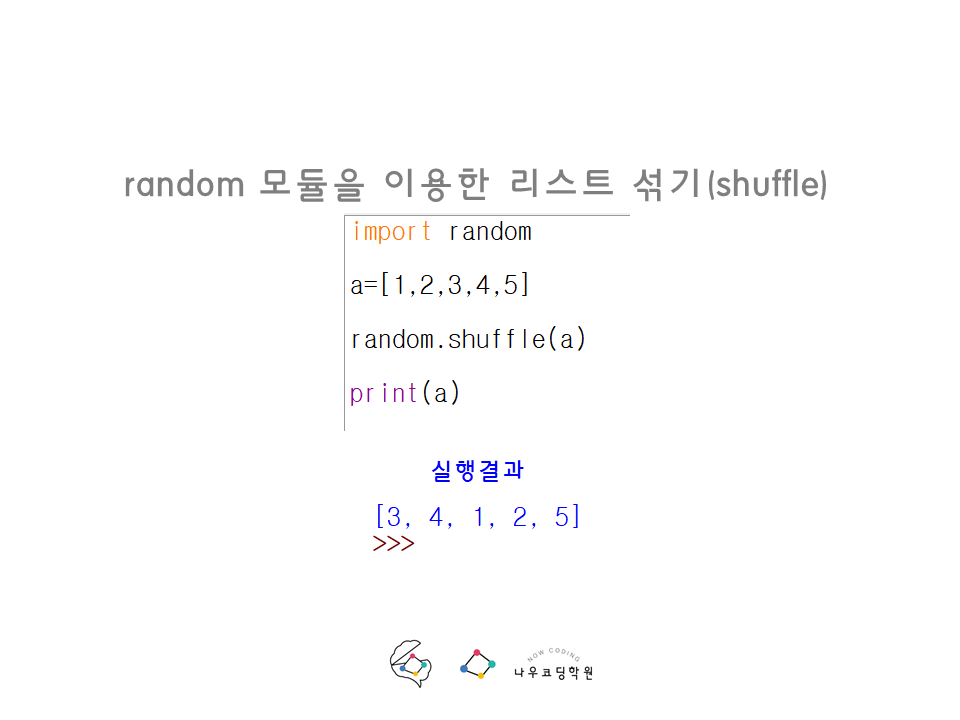 random 모듈을 이용한 리스트 섞기(shuffle)
import random
a=[1,2,3,4,5]
random.shuffle(a)
print(a)
실행결과
[3, 4, 1, 2, 5]
>>>
NOW CODING
나우코딩학원